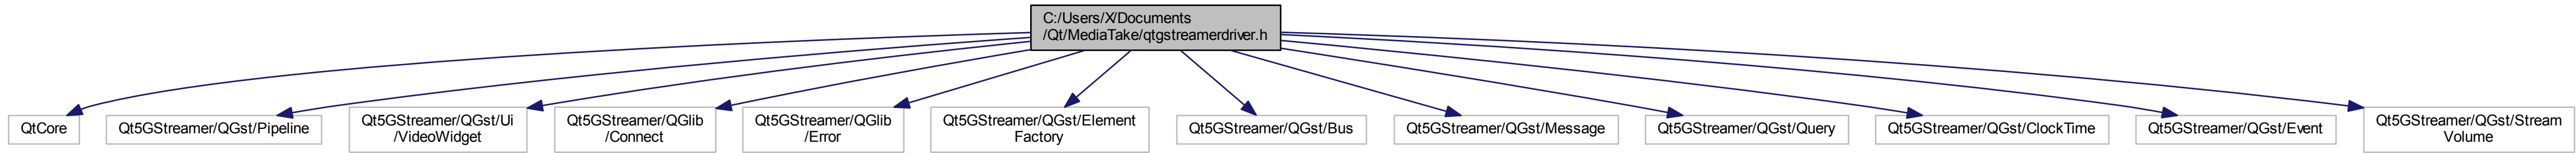 C:/Users/X/Documents
/Qt/MediaTake/qtgstreamerdriver.h
QtCore
Qt5GStreamer/QGst/Pipeline
Qt5GStreamer/QGst/Ui
/VideoWidget
Qt5GStreamer/QGlib
/Connect
Qt5GStreamer/QGlib
/Error
Qt5GStreamer/QGst/Element
Factory
Qt5GStreamer/QGst/Bus
Qt5GStreamer/QGst/Message
Qt5GStreamer/QGst/Query
Qt5GStreamer/QGst/ClockTime
Qt5GStreamer/QGst/Event
Qt5GStreamer/QGst/Stream
Volume